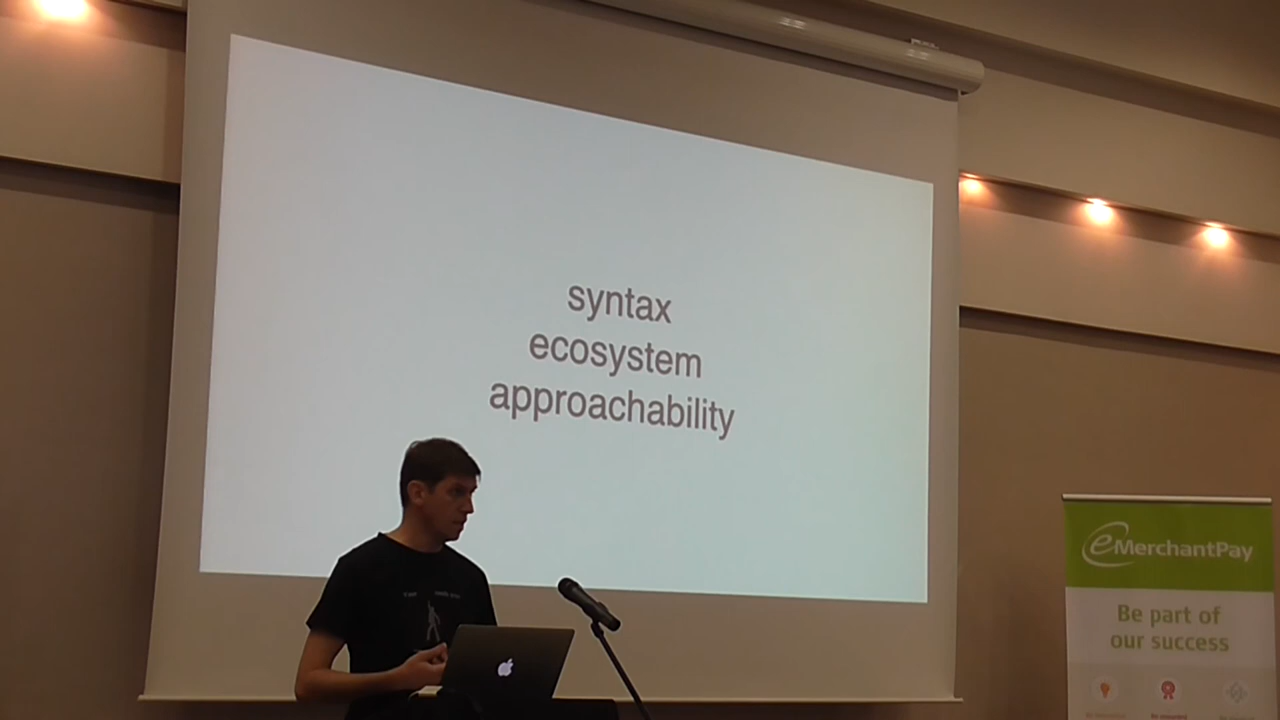 syntax
ecosystem
approachability
eMerchantPay
Be part of
our success